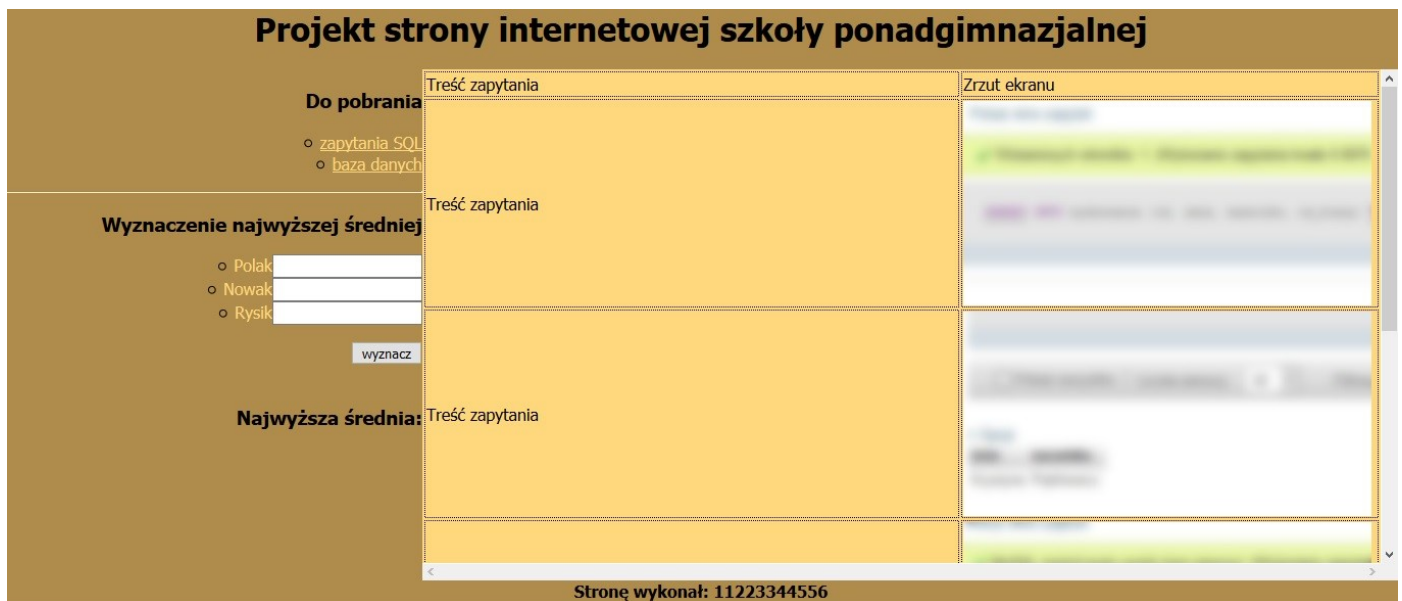 Projekt strony internetowej szkoły ponadgimnazjalnej
Do pobrania
zapytania SQL
baza danych
Wyznaczenie najwyższej średniej
Polak
Nowak
Rysik
wyznacz
Najwyższa średnia:
Treść zapytania
Zrzut ekranu
Treść zapytania
Treść zapytania
Stronę wykonał: 11223344556